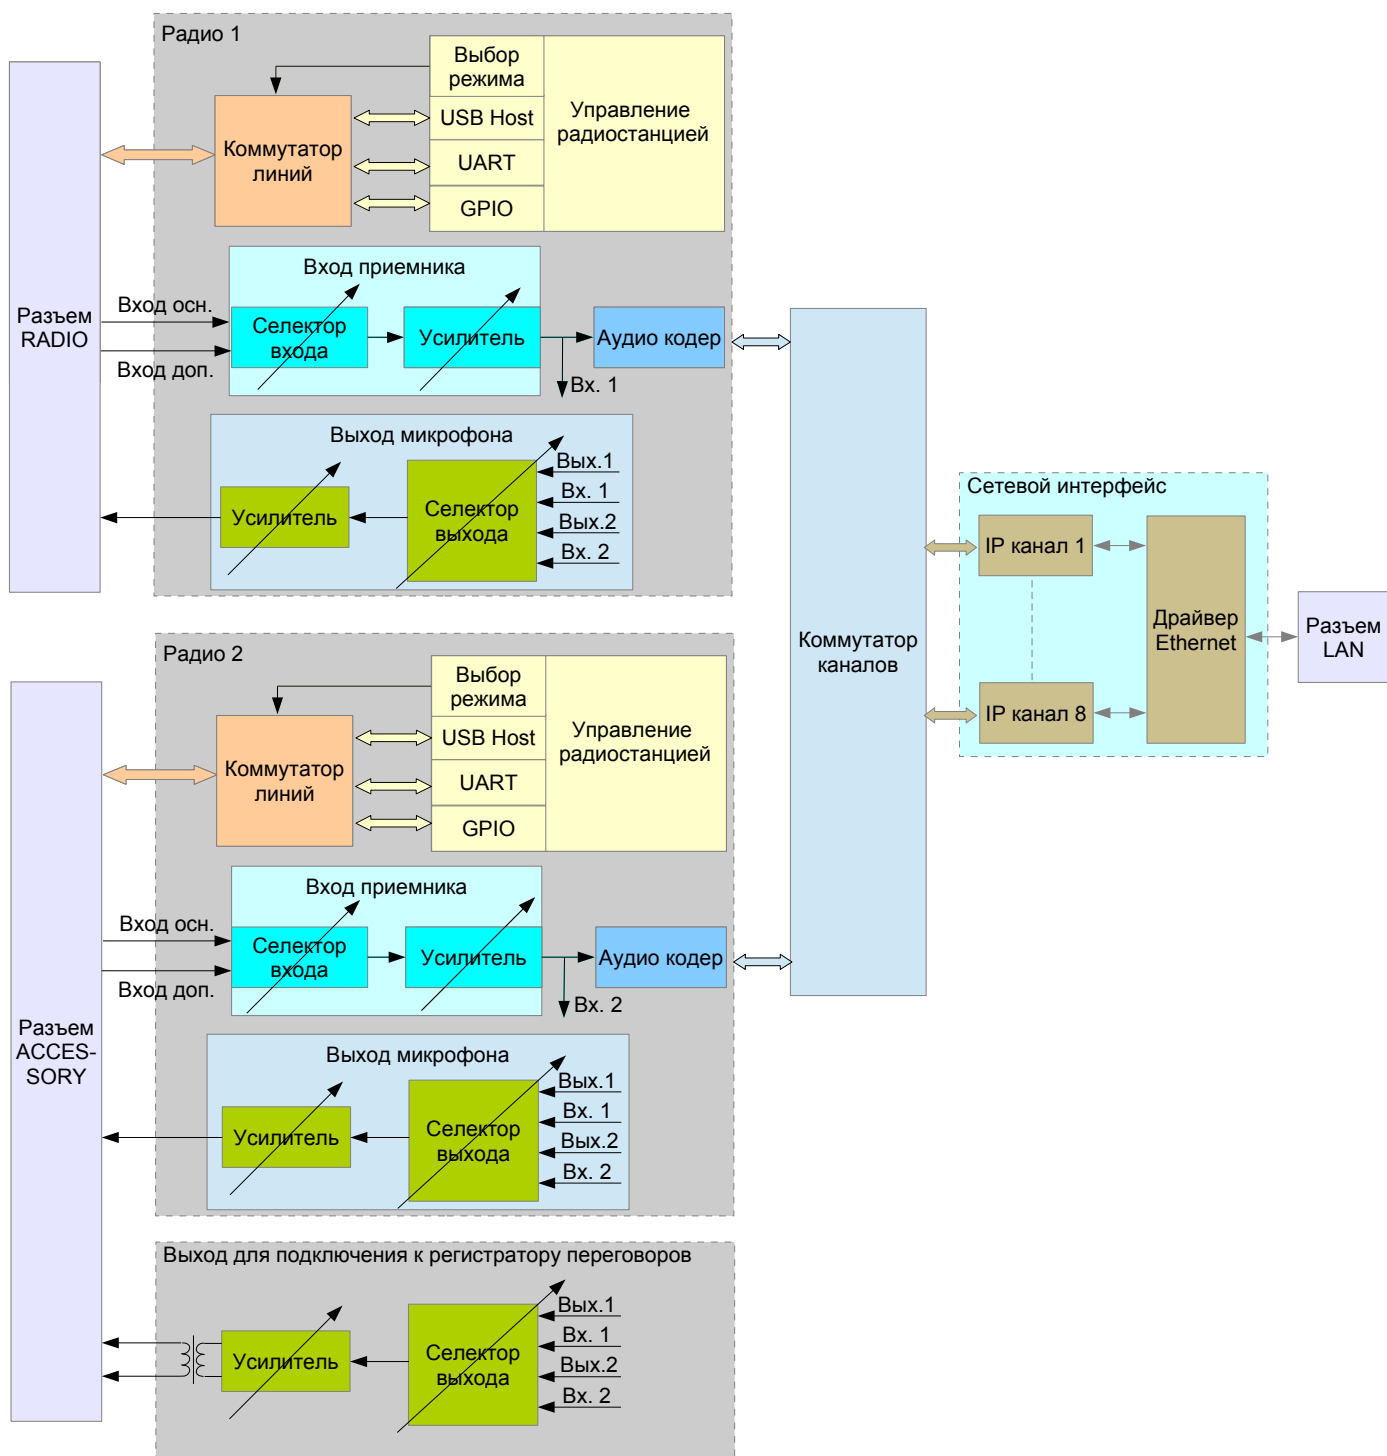 Радио 1
Выбор
режима
USB Host
UART
GPIO
Управление
радиостанцией
Коммутатор
линий
Разъем
RADIO
Вход осн.
Вход доп.
Вход приемника
Селектор
входа
Усилитель
Аудио кодер
Вх. 1
Выход микрофона
Усилитель
Селектор
выхода
Вых.1
Вх. 1
Вых.2
Вх. 2
Коммутатор
каналов
Сетевой интерфейс
IP канал 1
IP канал 8
Драйвер
Ethernet
Разъем
LAN
Радио 2
Выбор
режима
USB Host
UART
GPIO
Управление
радиостанцией
Коммутатор
линий
Разъем
ACCES-
SORY
Вход осн.
Вход доп.
Вход приемника
Селектор
входа
Усилитель
Аудио кодер
Вх. 2
Выход микрофона
Усилитель
Селектор
выхода
Вых.1
Вх. 1
Вых.2
Вх. 2
Выход для подключения к регистратору переговоров
Усилитель
Селектор
выхода
Вых.1
Вх. 1
Вых.2
Вх. 2